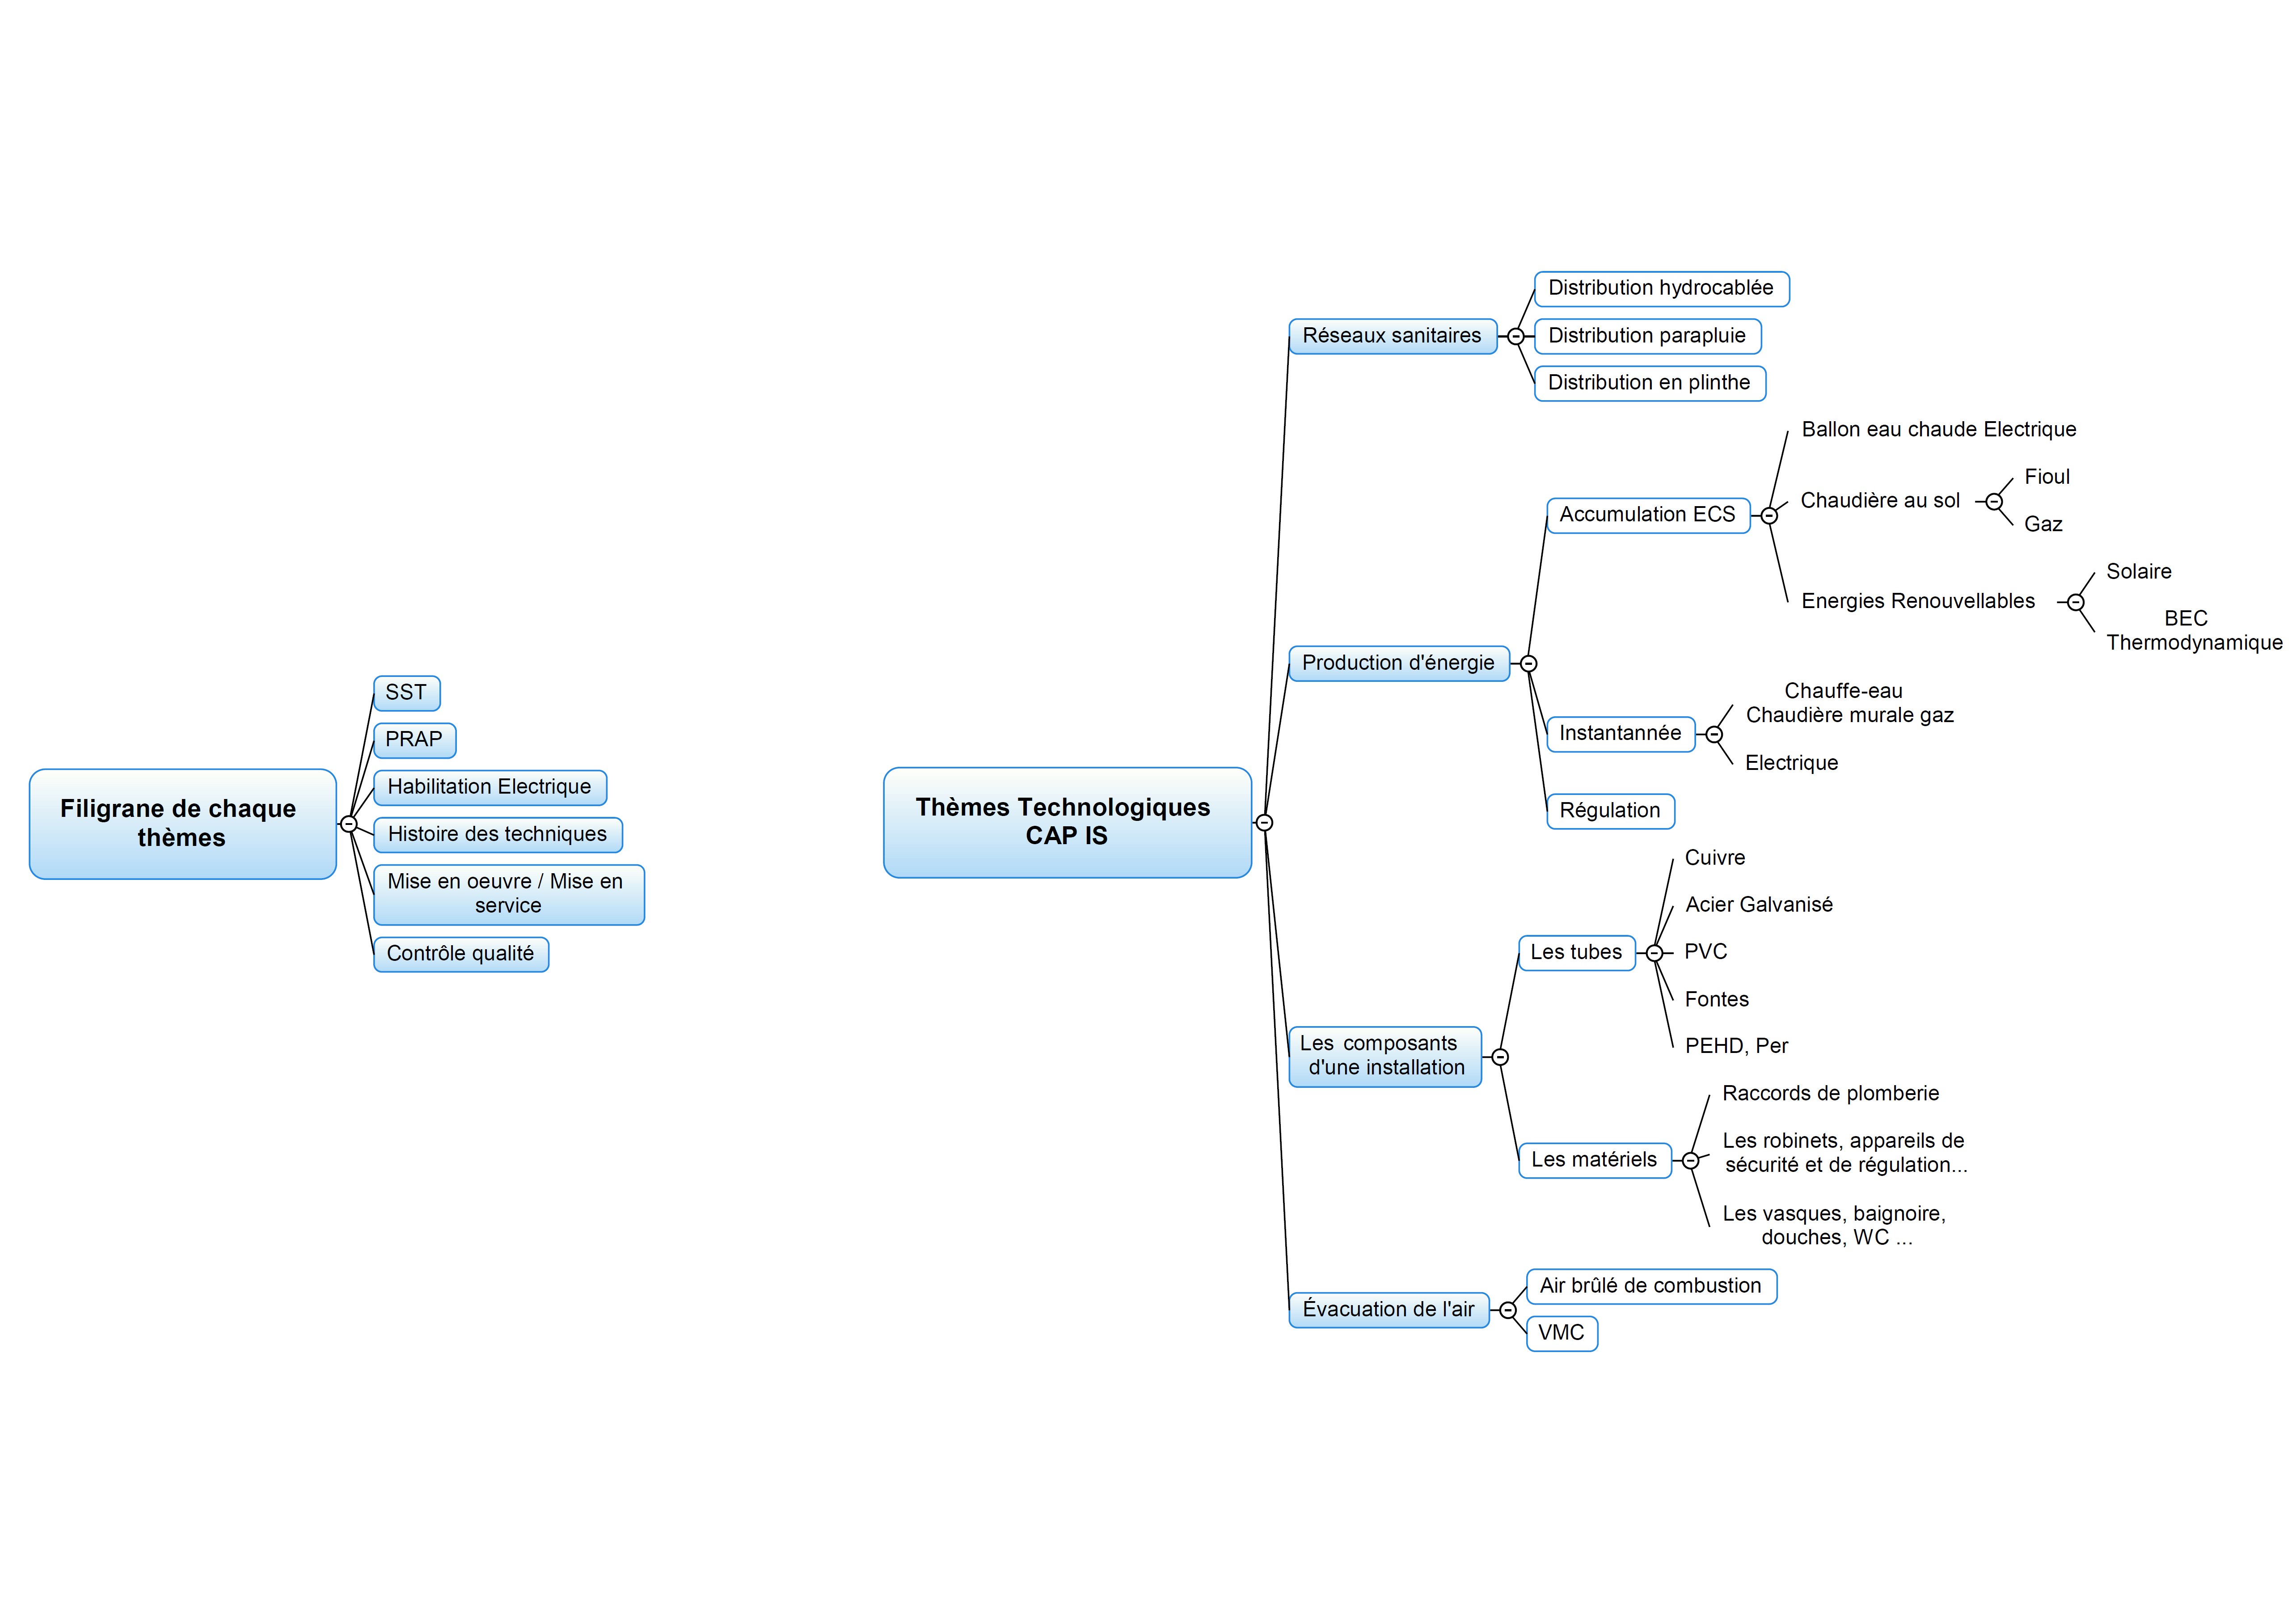 Filigrane de chaque
thèmes
SST
PRAP
Habilitation Electrique
Histoire des techniques
Mise en oeuvre / Mise en
service
Contrôle qualité
Thèmes Technologiques
CAP IS
Réseaux sanitaires
Distribution hydrocablée
Distribution parapluie
Distribution en plinthe
Production d'énergie
Accumulation ECS
Ballon eau chaude Electrique
Chaudière au sol
Fioul
Gaz
Energies Renouvellables
Solaire
BEC
Thermodynamique
Instantannée
Chauffe-eau
Chaudière murale gaz
Electrique
Régulation
Les composants
d'une installation
Les tubes
Cuivre
Acier Galvanisé
PVC
Fontes
PEHD, Per
Les matériels
Raccords de plomberie
Les robinets, appareils de
sécurité et de régulation...
Les vasques, baignoire,
douches, WC ...
Évacuation de l'air
Air brûlé de combustion
VMC